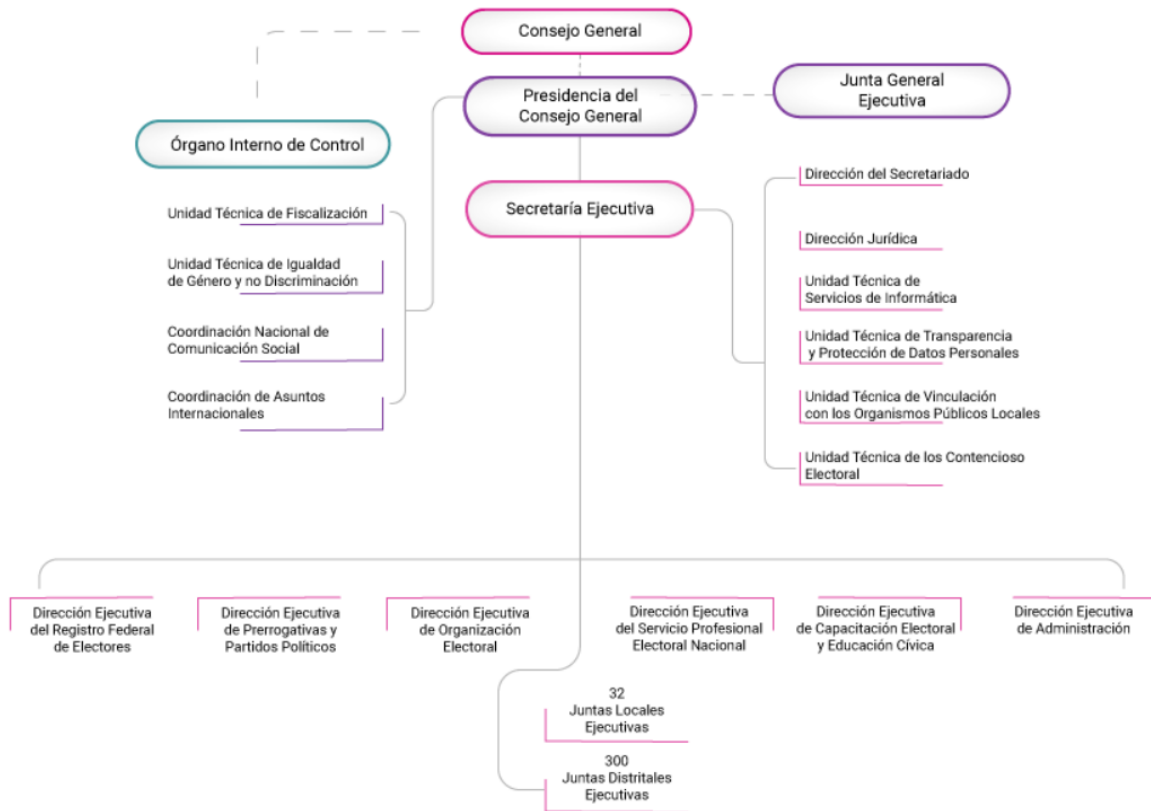 Consejo General
Presidencia del
Consejo General
Junta General
Ejecutiva
Órgano Interno de Control
Secretaría Ejecutiva
Unidad Técnica de Fiscalización
Unidad Técnica de Igualdad
de Género y no Discriminación
Coordinación Nacional de
Comunicación Social
Coordinación de Asuntos
Internacionales
Dirección del Secretariado
Dirección Jurídica
Unidad Técnica de
Servicios de Informática
Unidad Técnica de Transparencia
y Protección de Datos Personales
Unidad Técnica de Vinculación
con los Organismos Públicos Locales
Unidad Técnica de los Contencioso
Electoral
Dirección Ejecutiva
del Registro Federal
de Electores
Dirección Ejecutiva
de Prerrogativas y
Partidos Políticos
Dirección Ejecutiva
de Organización
Electoral
Dirección Ejecutiva
del Servicio Profesional
Electoral Nacional
Dirección Ejecutiva
de Capacitación Electoral
y Educación Cívica
Dirección Ejecutiva
de Administración
32
Juntas Locales
Ejecutivas
300
Juntas Distritales
Ejecutivas